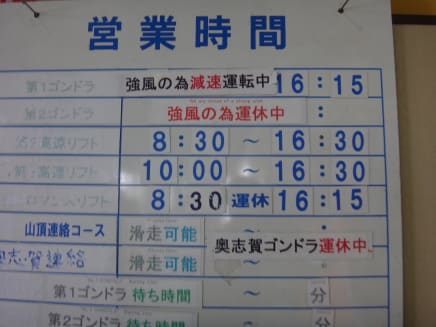 営業時間
第1ゴンドラ 強風の為減速運転中 16:15
第2ゴンドラ 強風の為運休中 :
リフト 8:30 ～ 16:30
リフト 10:00 ～ 16:30
リフト 8:30 運休 16:15
山頂連絡コース 滑走可能
奥志賀連絡 滑走可能 ～
奥志賀ゴンドラ運休中。
第1ゴンドラ 待ち時間 ～ 分
第2ゴンドラ 待ち時間 ～ 分